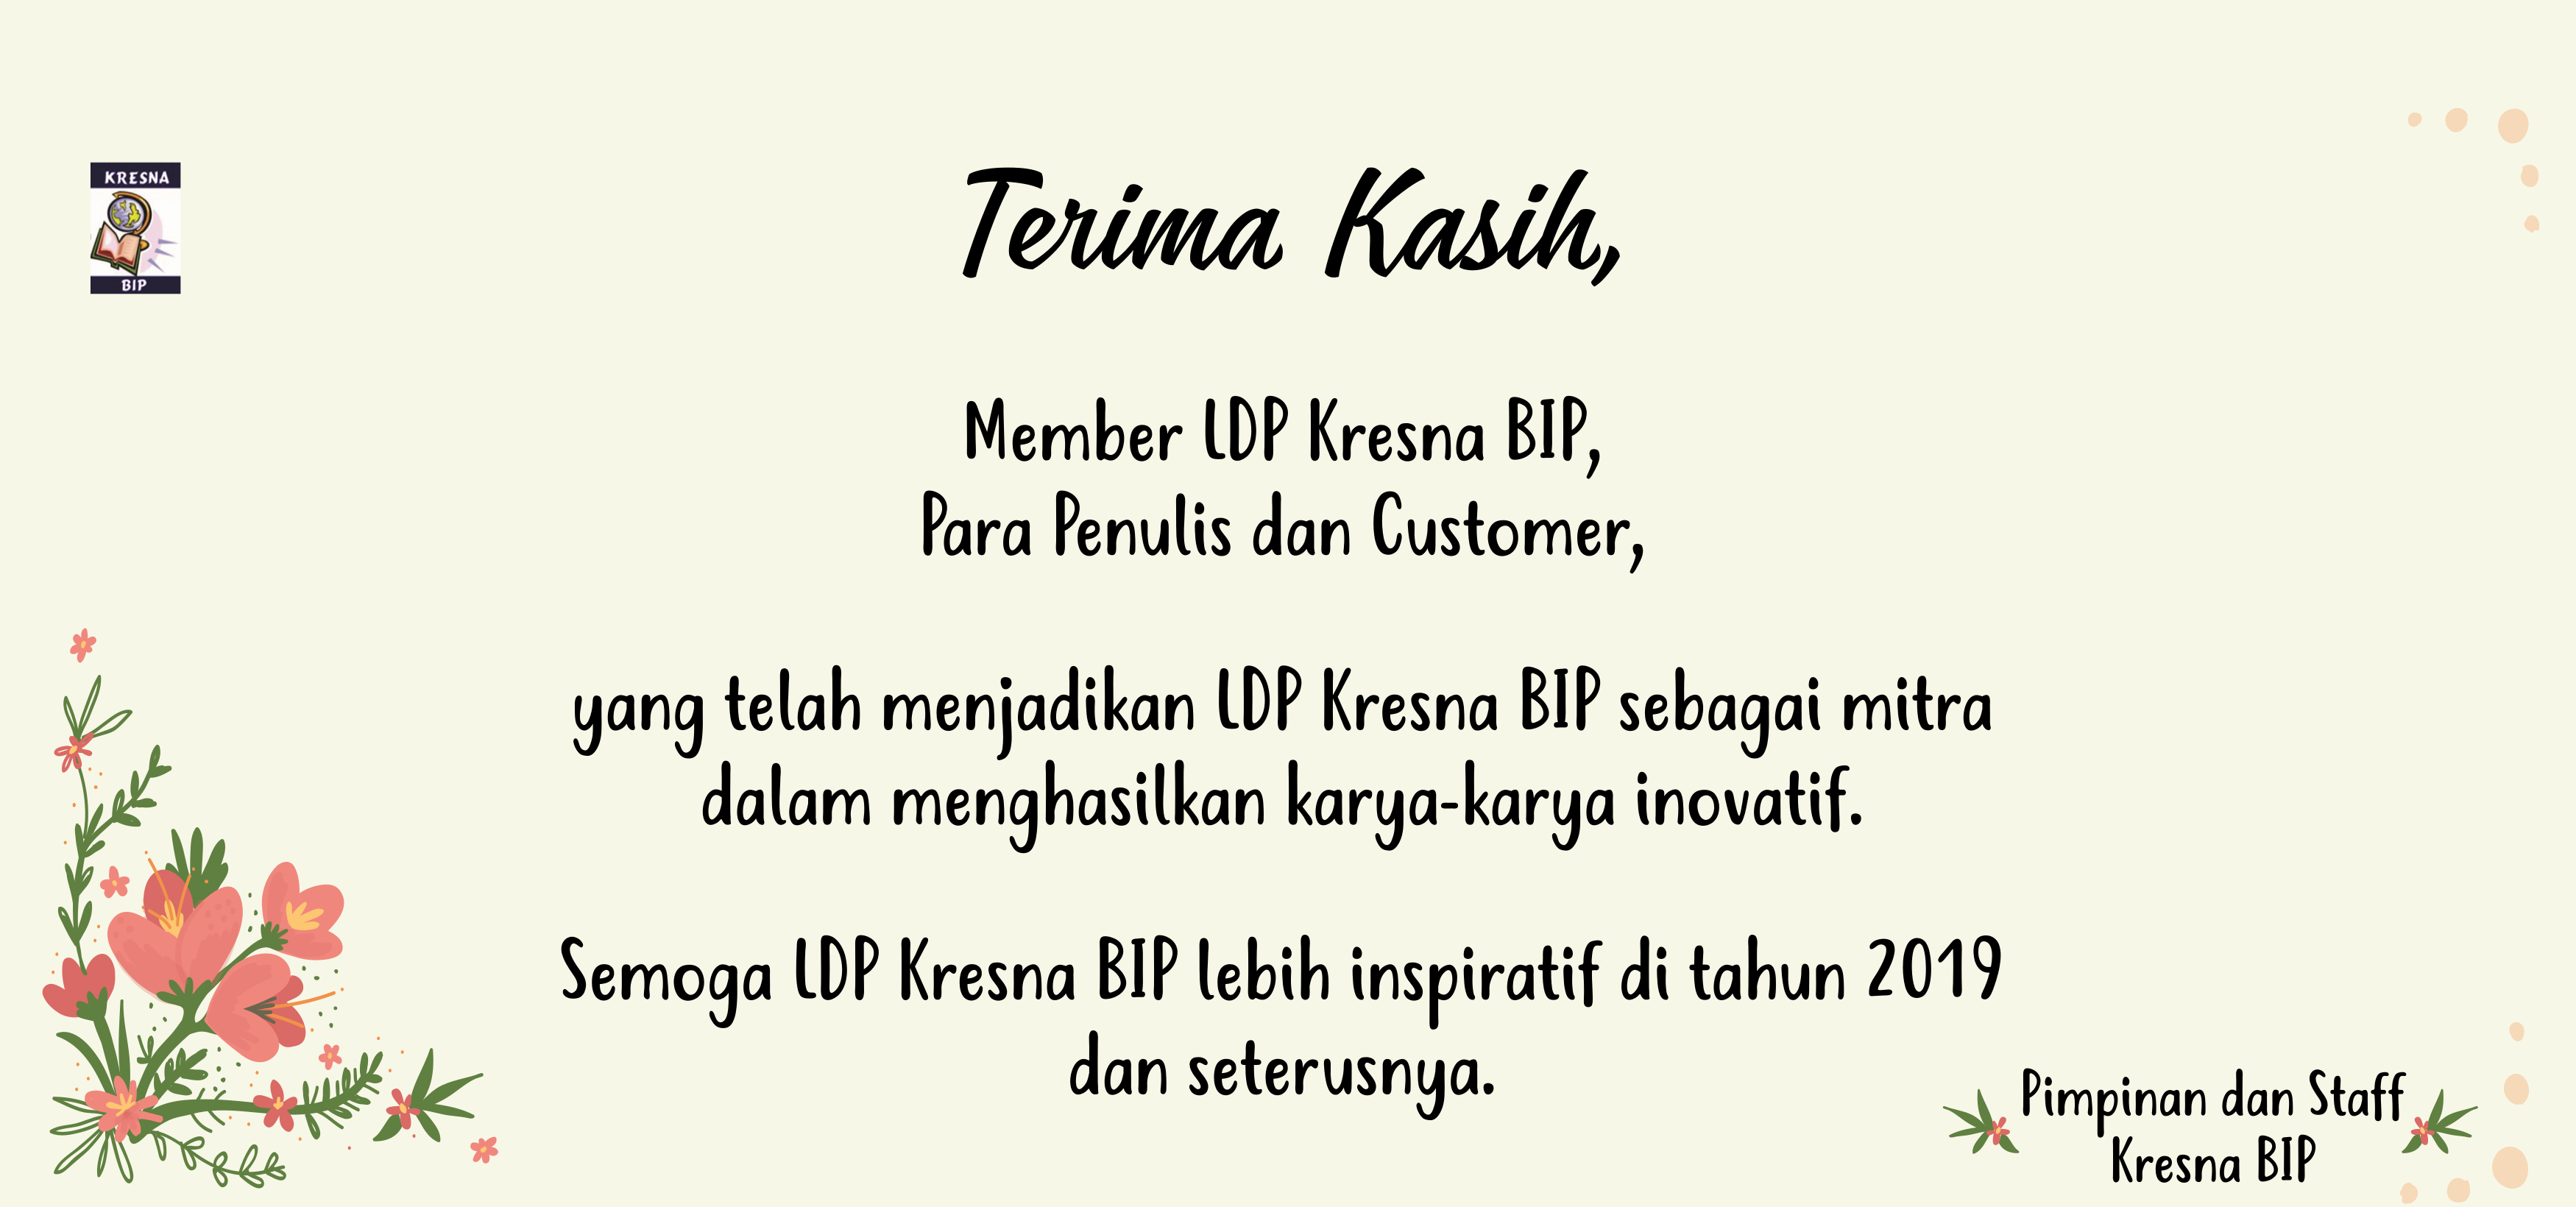 KRESNA
BIP
Terima Kasih,
Member LDP Kresna BIP,
Para Penulis dan Customer,
yang telah menjadikan LDP Kresna BIP sebagai mitra
dalam menghasilkan karya-karya inovatif.
Semoga LDP Kresna BIP lebih inspiratif di tahun 2019
dan seterusnya.
Pimpinan dan Staff
Kresna BIP